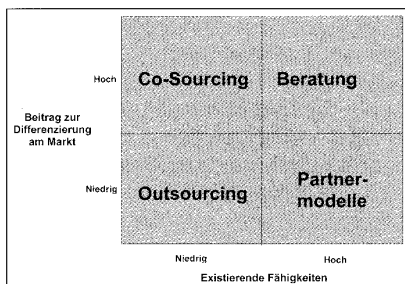 Hoch
Co-Sourcing
Beratung
Beitrag zur
Differenzierung
am Markt
Niedrig
Outsourcing
Partner-
modelle
Niedrig
Hoch
Existierende Fähigkeiten